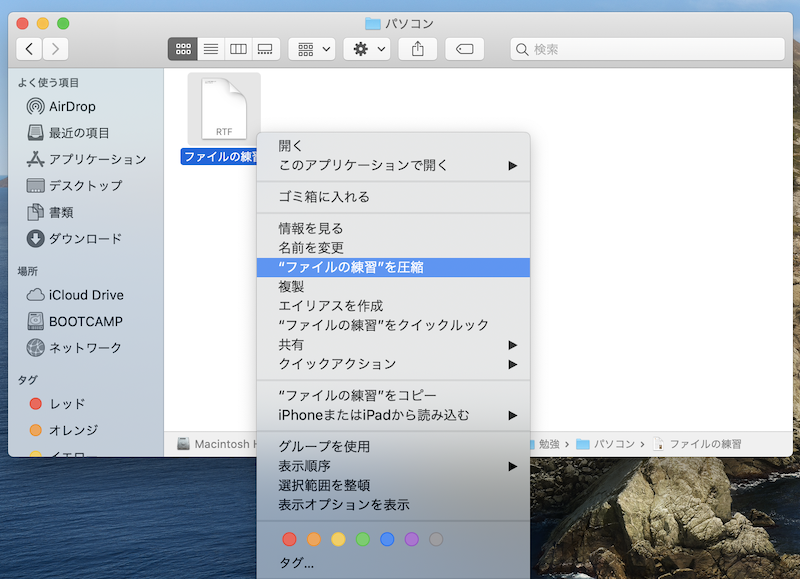 パソコン
検索
よく使う項目
AirDrop
最近の項目
アプリケーション
デスクトップ
書類
ダウンロード
場所
iCloud Drive
BOOTCAMP
ネットワーク
タグ
レッド
オレンジ
イエロー
RTF
ファイルの練習
開く
このアプリケーションで開く
ゴミ箱に入れる
情報を見る
名前を変更
“ファイルの練習”を圧縮
複製
エイリアスを作成
“ファイルの練習”をクイックルック
共有
クイックアクション
“ファイルの練習”をコピー
iPhoneまたはiPadから読み込む
グループを使用
表示順序
選択範囲を整頓
表示オプションを表示
タグ...
Macintosh
勉強 › パソコン › ファイルの練習